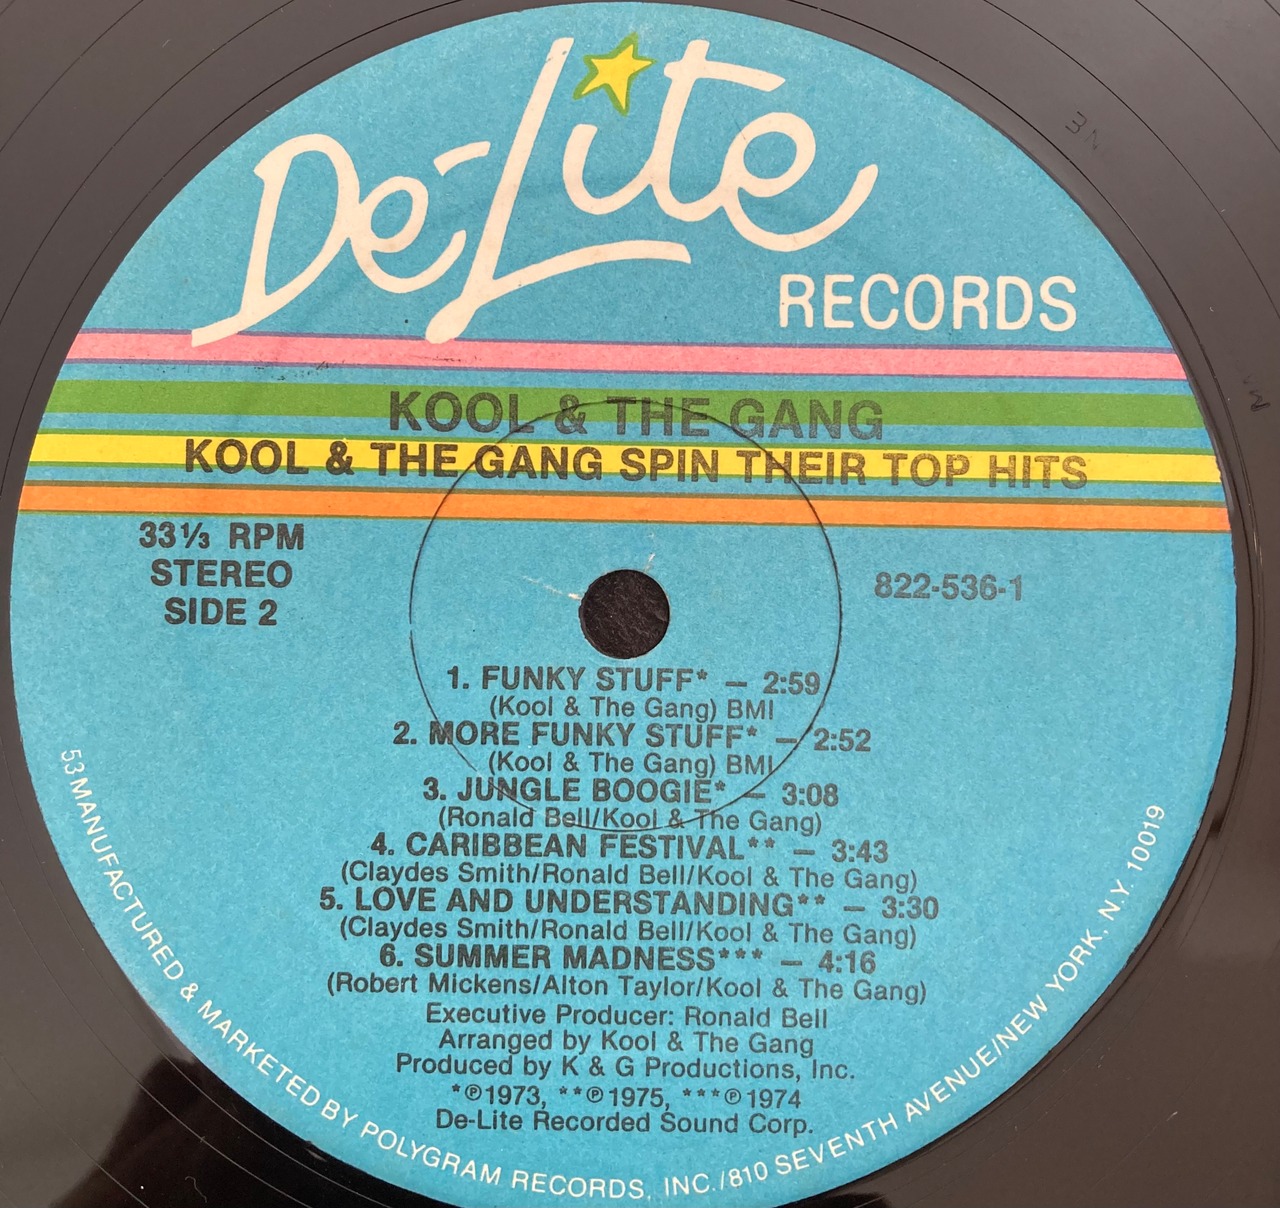 De-Lite
RECORDS
KOOL & THE GANG
KOOL & THE GANG SPIN THEIR TOP HITS
33 1/3 RPM
STEREO
SIDE 2
822-536-1
1. FUNKY STUFF* — 2:59
(Kool & The Gang) BMI
2. MORE FUNKY STUFF* — 2:52
(Kool & The Gang) BMI
3. JUNGLE BOOGIE* — 3:08
(Ronald Bell/Kool & The Gang)
4. CARIBBEAN FESTIVAL** — 3:43
(Claydes Smith/Ronald Bell/Kool & The Gang)
5. LOVE AND UNDERSTANDING** — 3:30
(Claydes Smith/Ronald Bell/Kool & The Gang)
6. SUMMER MADNESS*** — 4:16
(Robert Mickens/Alton Taylor/Kool & The Gang)
Executive Producer: Ronald Bell
Arranged by Kool & The Gang
Produced by K & G Productions, Inc.
*℗1973, **℗1975, ***℗1974
De-Lite Recorded Sound Corp.
53 MANUFACTURED & MARKETED BY POLYGRAM RECORDS, INC./810 SEVENTH AVENUE/NEW YORK, N.Y. 10019